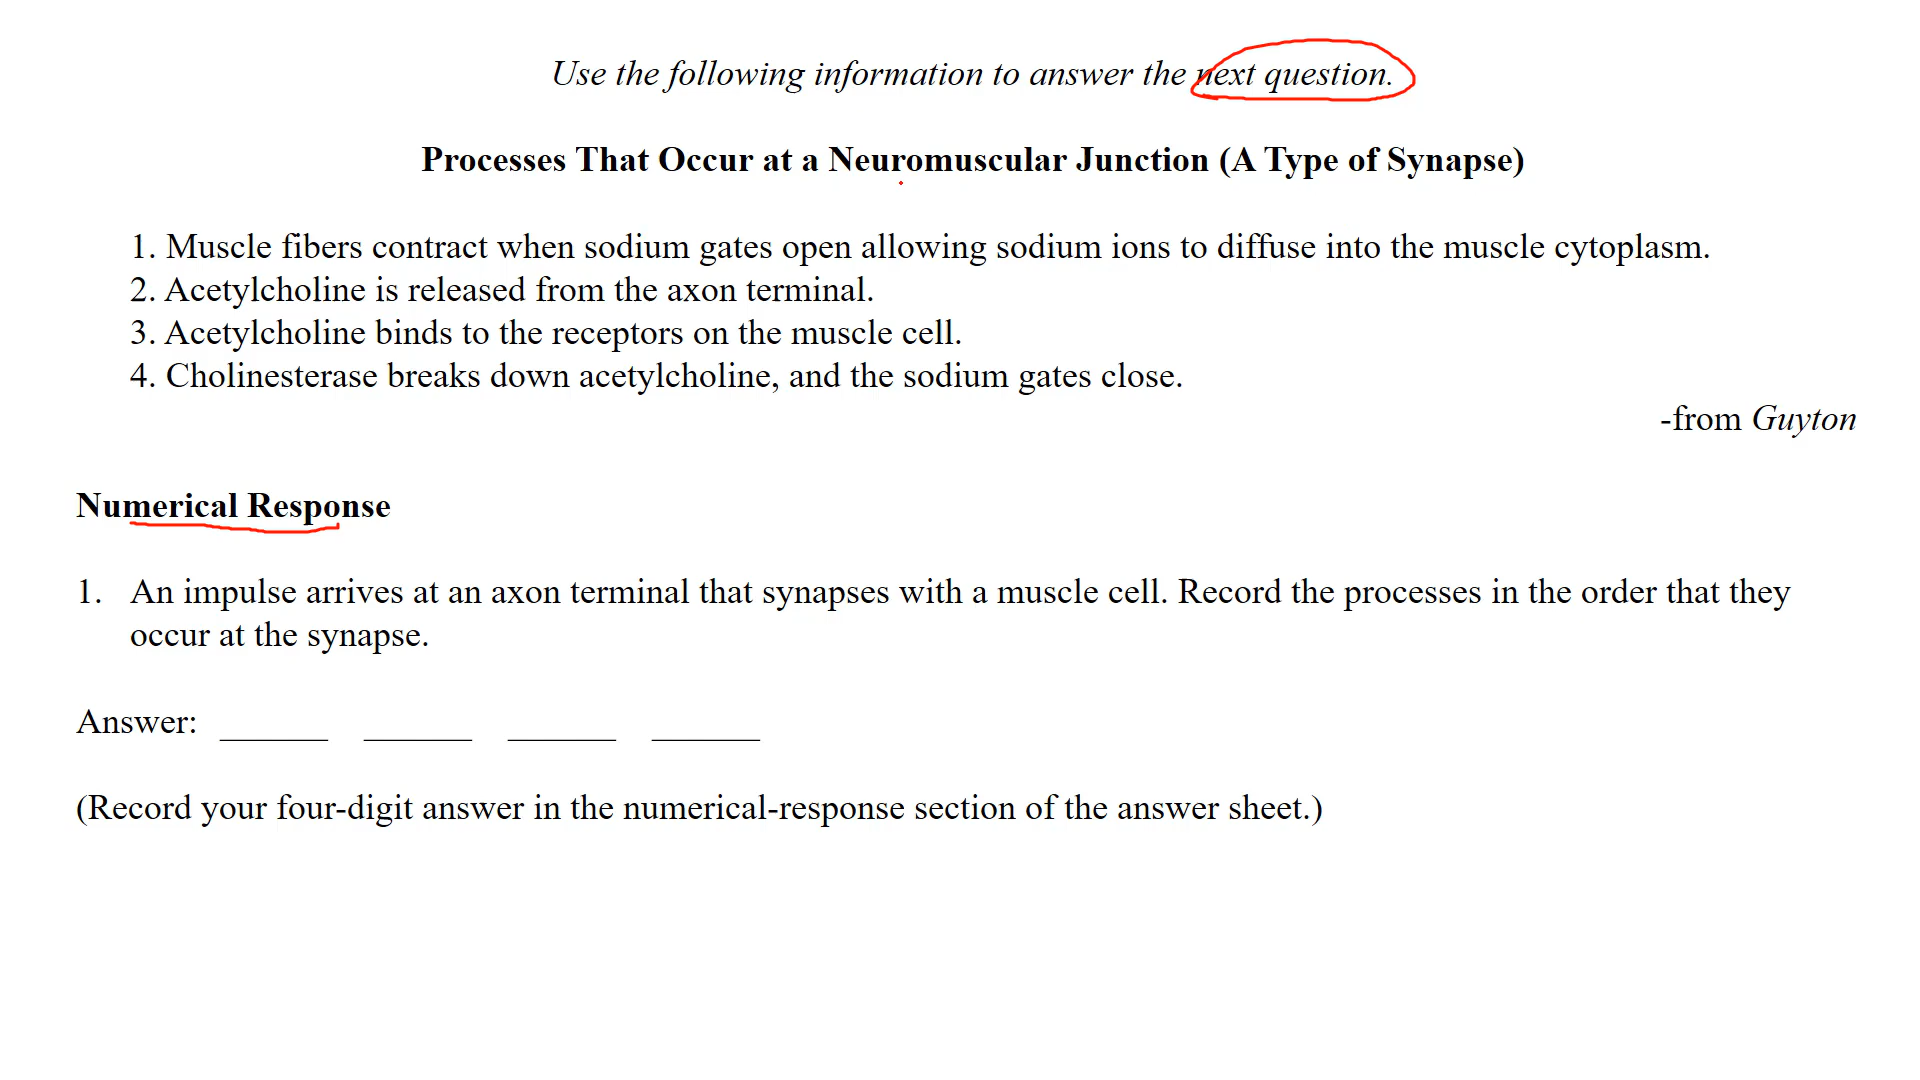 Use the following information to answer the next question.
Processes That Occur at a Neuromuscular Junction (A Type of Synapse)
1. Muscle fibers contract when sodium gates open allowing sodium ions to diffuse into the muscle cytoplasm.
2. Acetylcholine is released from the axon terminal.
3. Acetylcholine binds to the receptors on the muscle cell.
4. Cholinesterase breaks down acetylcholine, and the sodium gates close.
-from Guyton
Numerical Response
1. An impulse arrives at an axon terminal that synapses with a muscle cell. Record the processes in the order that they
occur at the synapse.
Answer: ______ ______ ______ ______
(Record your four-digit answer in the numerical-response section of the answer sheet.)